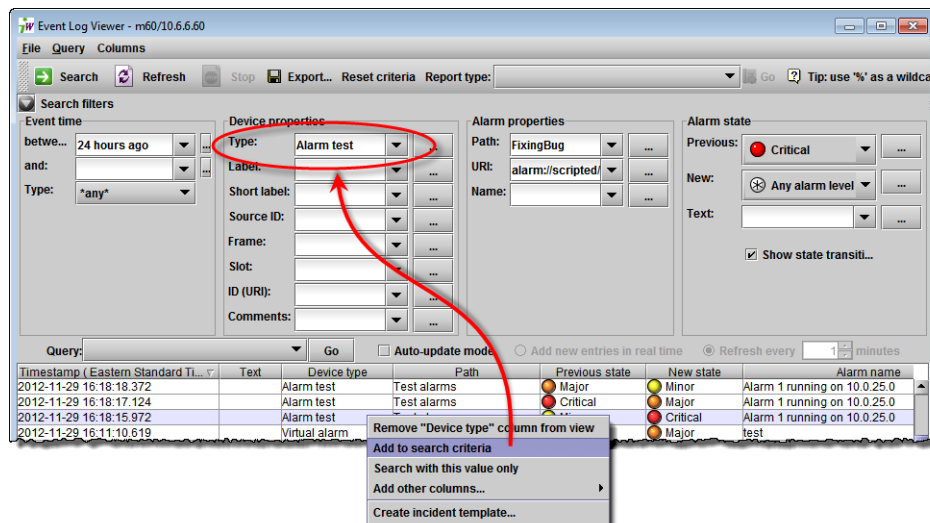 Event Log Viewer - m60/10.6.6.60
File Query Columns
Search Refresh Stop Export... Reset criteria Report type: Go Tip: use '%' as a wildca
Search filters
Event time Device properties Alarm properties Alarm state
betwe... 24 hours ago ... Type: Alarm test ... Path: FixingBug ... Previous: Critical ...
and: ... Label: ... URI: alarm://scripted/ ... New: Any alarm level ...
Type: *any* Short label: ... Name: ... Text: ...
Source ID: ...
Frame: ... Show state transiti...
Slot: ...
ID (URI): ...
Comments: ...
Query: Go Auto-update mode Add new entries in real time Refresh every 1 minutes
Timestamp ( Eastern Standard Ti... Text Device type Path Previous state New state Alarm name
2012-11-29 16:18:18.372 Alarm test Test alarms Major Minor Alarm 1 running on 10.0.25.0
2012-11-29 16:18:17.124 Alarm test Test alarms Critical Major Alarm 1 running on 10.0.25.0
2012-11-29 16:18:15.972 Alarm test Critical Alarm 1 running on 10.0.25.0
2012-11-29 16:11:10.619 Virtual alarm Major test
Remove "Device type" column from view
Add to search criteria
Search with this value only
Add other columns...
Create incident template...